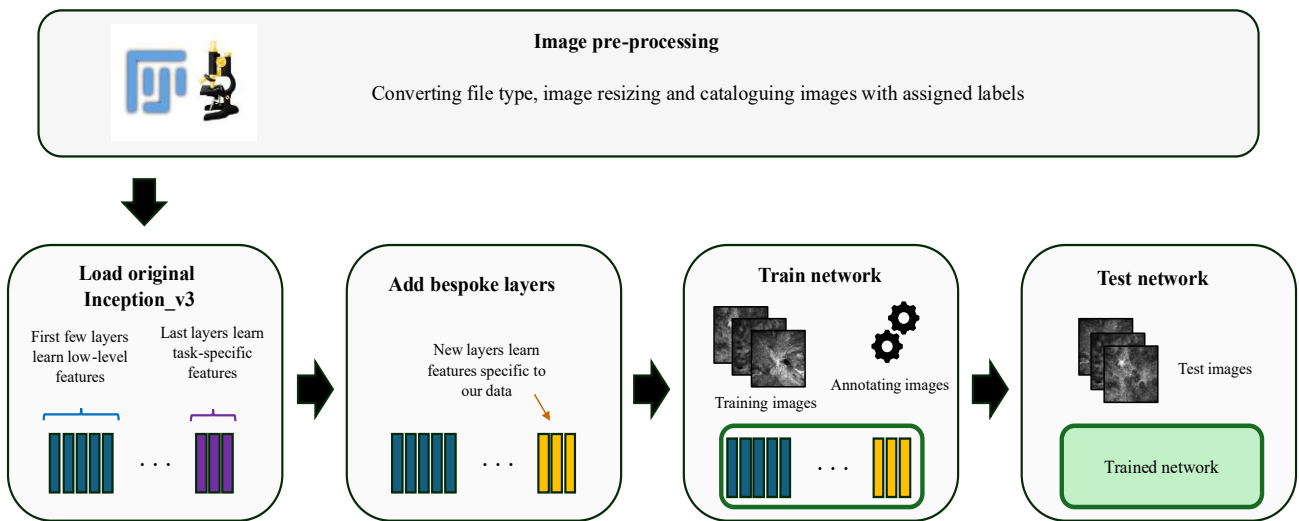 Image pre-processing
Converting file type, image resizing and cataloguing images with assigned labels
Load original
Inception_v3
First few layers
learn low-level
features
Last layers learn
task-specific
features
. . .
Add bespoke layers
New layers learn
features specific to
our data
. . .
Train network
Training images
Annotating images
. . .
Test network
Test images
Trained network